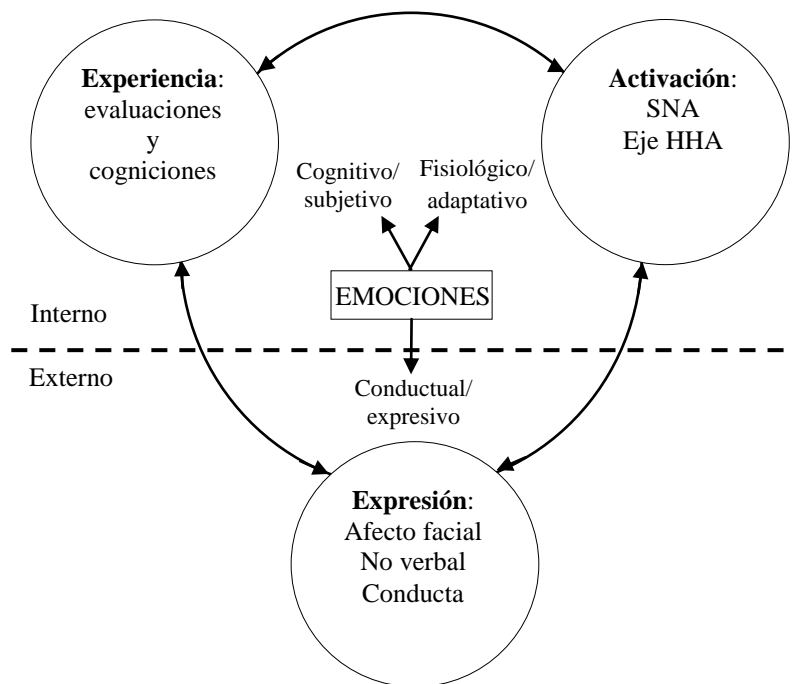 Experiencia:
evaluaciones
y
cogniciones
Activación:
SNA
Eje HHA
Cognitivo/
subjetivo
Fisiológico/
adaptativo
EMOCIONES
Interno
Externo
Conductual/
expresivo
Expresión:
Afecto facial
No verbal
Conducta